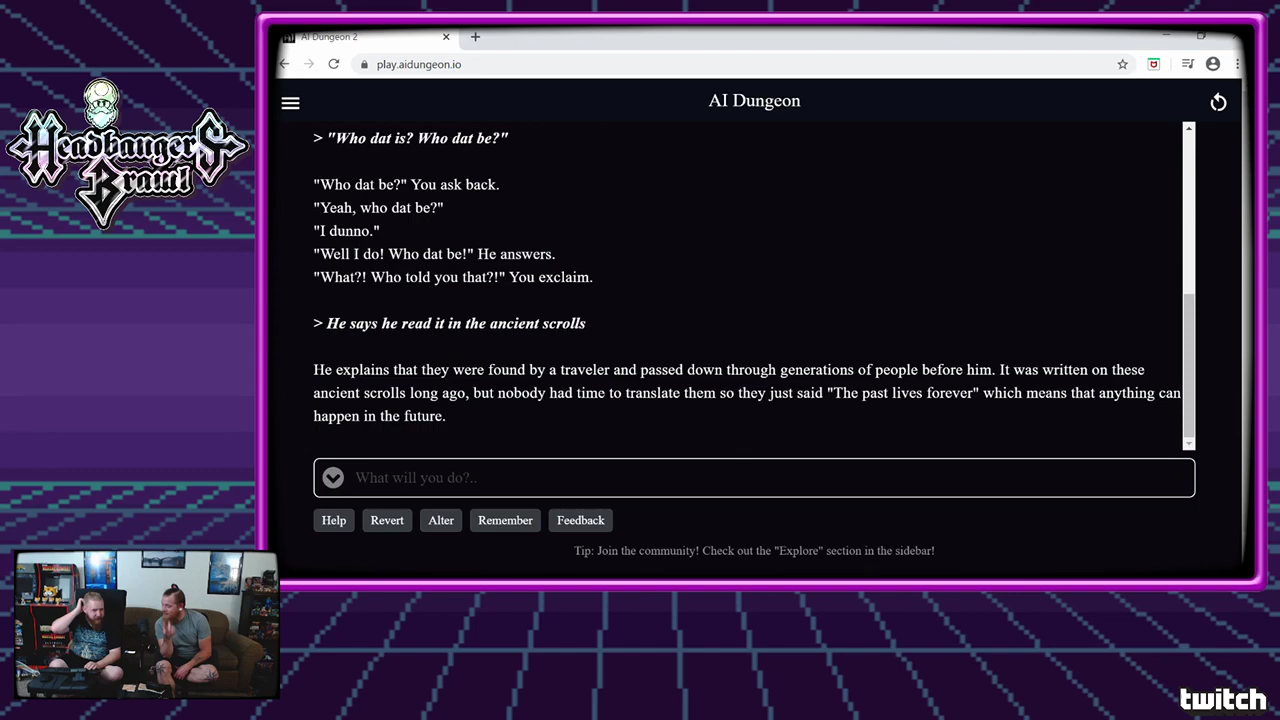 AI Dungeon 2
play.aidungeon.io
HeadbangerS
Brawl
AI Dungeon
> "Who dat is? Who dat be?"
"Who dat be?" You ask back.
"Yeah, who dat be?"
"I dunno."
"Well I do! Who dat be!" He answers.
"What?! Who told you that?!" You exclaim.
> He says he read it in the ancient scrolls
He explains that they were found by a traveler and passed down through generations of people before him. It was written on these
ancient scrolls long ago, but nobody had time to translate them so they just said "The past lives forever" which means that anything can
happen in the future.
What will you do?..
Help
Revert
Alter
Remember
Feedback
Tip: Join the community! Check out the "Explore" section in the sidebar!
twitch